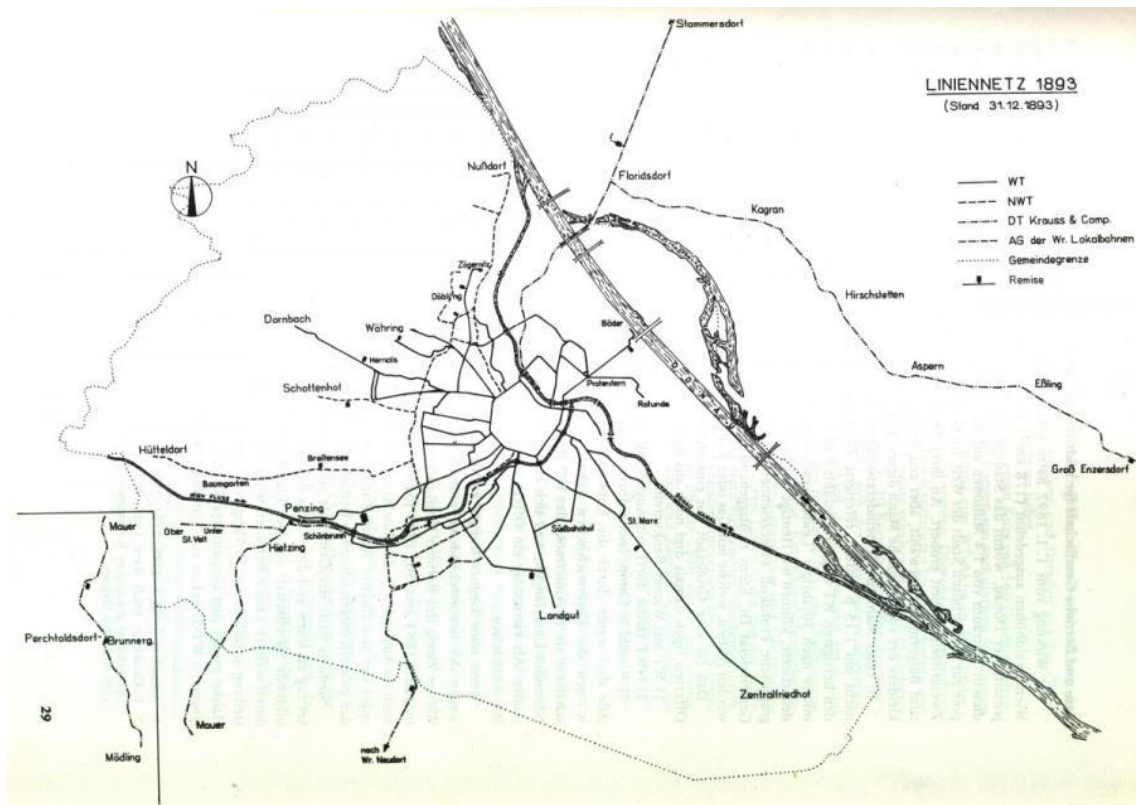 Stammersdorf
LINIENNETZ 1893
(Stand 31.12.1893)
N
Nußdorf
Floridsdorf
WT
NWT
DT Krauss & Comp.
AG der Wr. Lokalbahnen
Gemeindegrenze
Remise
Kagran
Zögernitz
Hirschstetten
Döbling
Dornbach
Währing
Bäder
Hernals
Aspern
Praterstern
Schottenhof
Eßling
Rotunde
Hütteldorf
Breitensee
Groß Enzersdorf
Baumgarten
WIEN FLUSS
Penzing
Mauer
Ober
St. Veit
Unter
Schönbrunn
Südbahnhof
St. Marx
Hietzing
Landgut
Perchtoldsdorf
Brunnerg.
Zentralfriedhof
29
Mauer
nach
Wr. Neudorf
Mödling